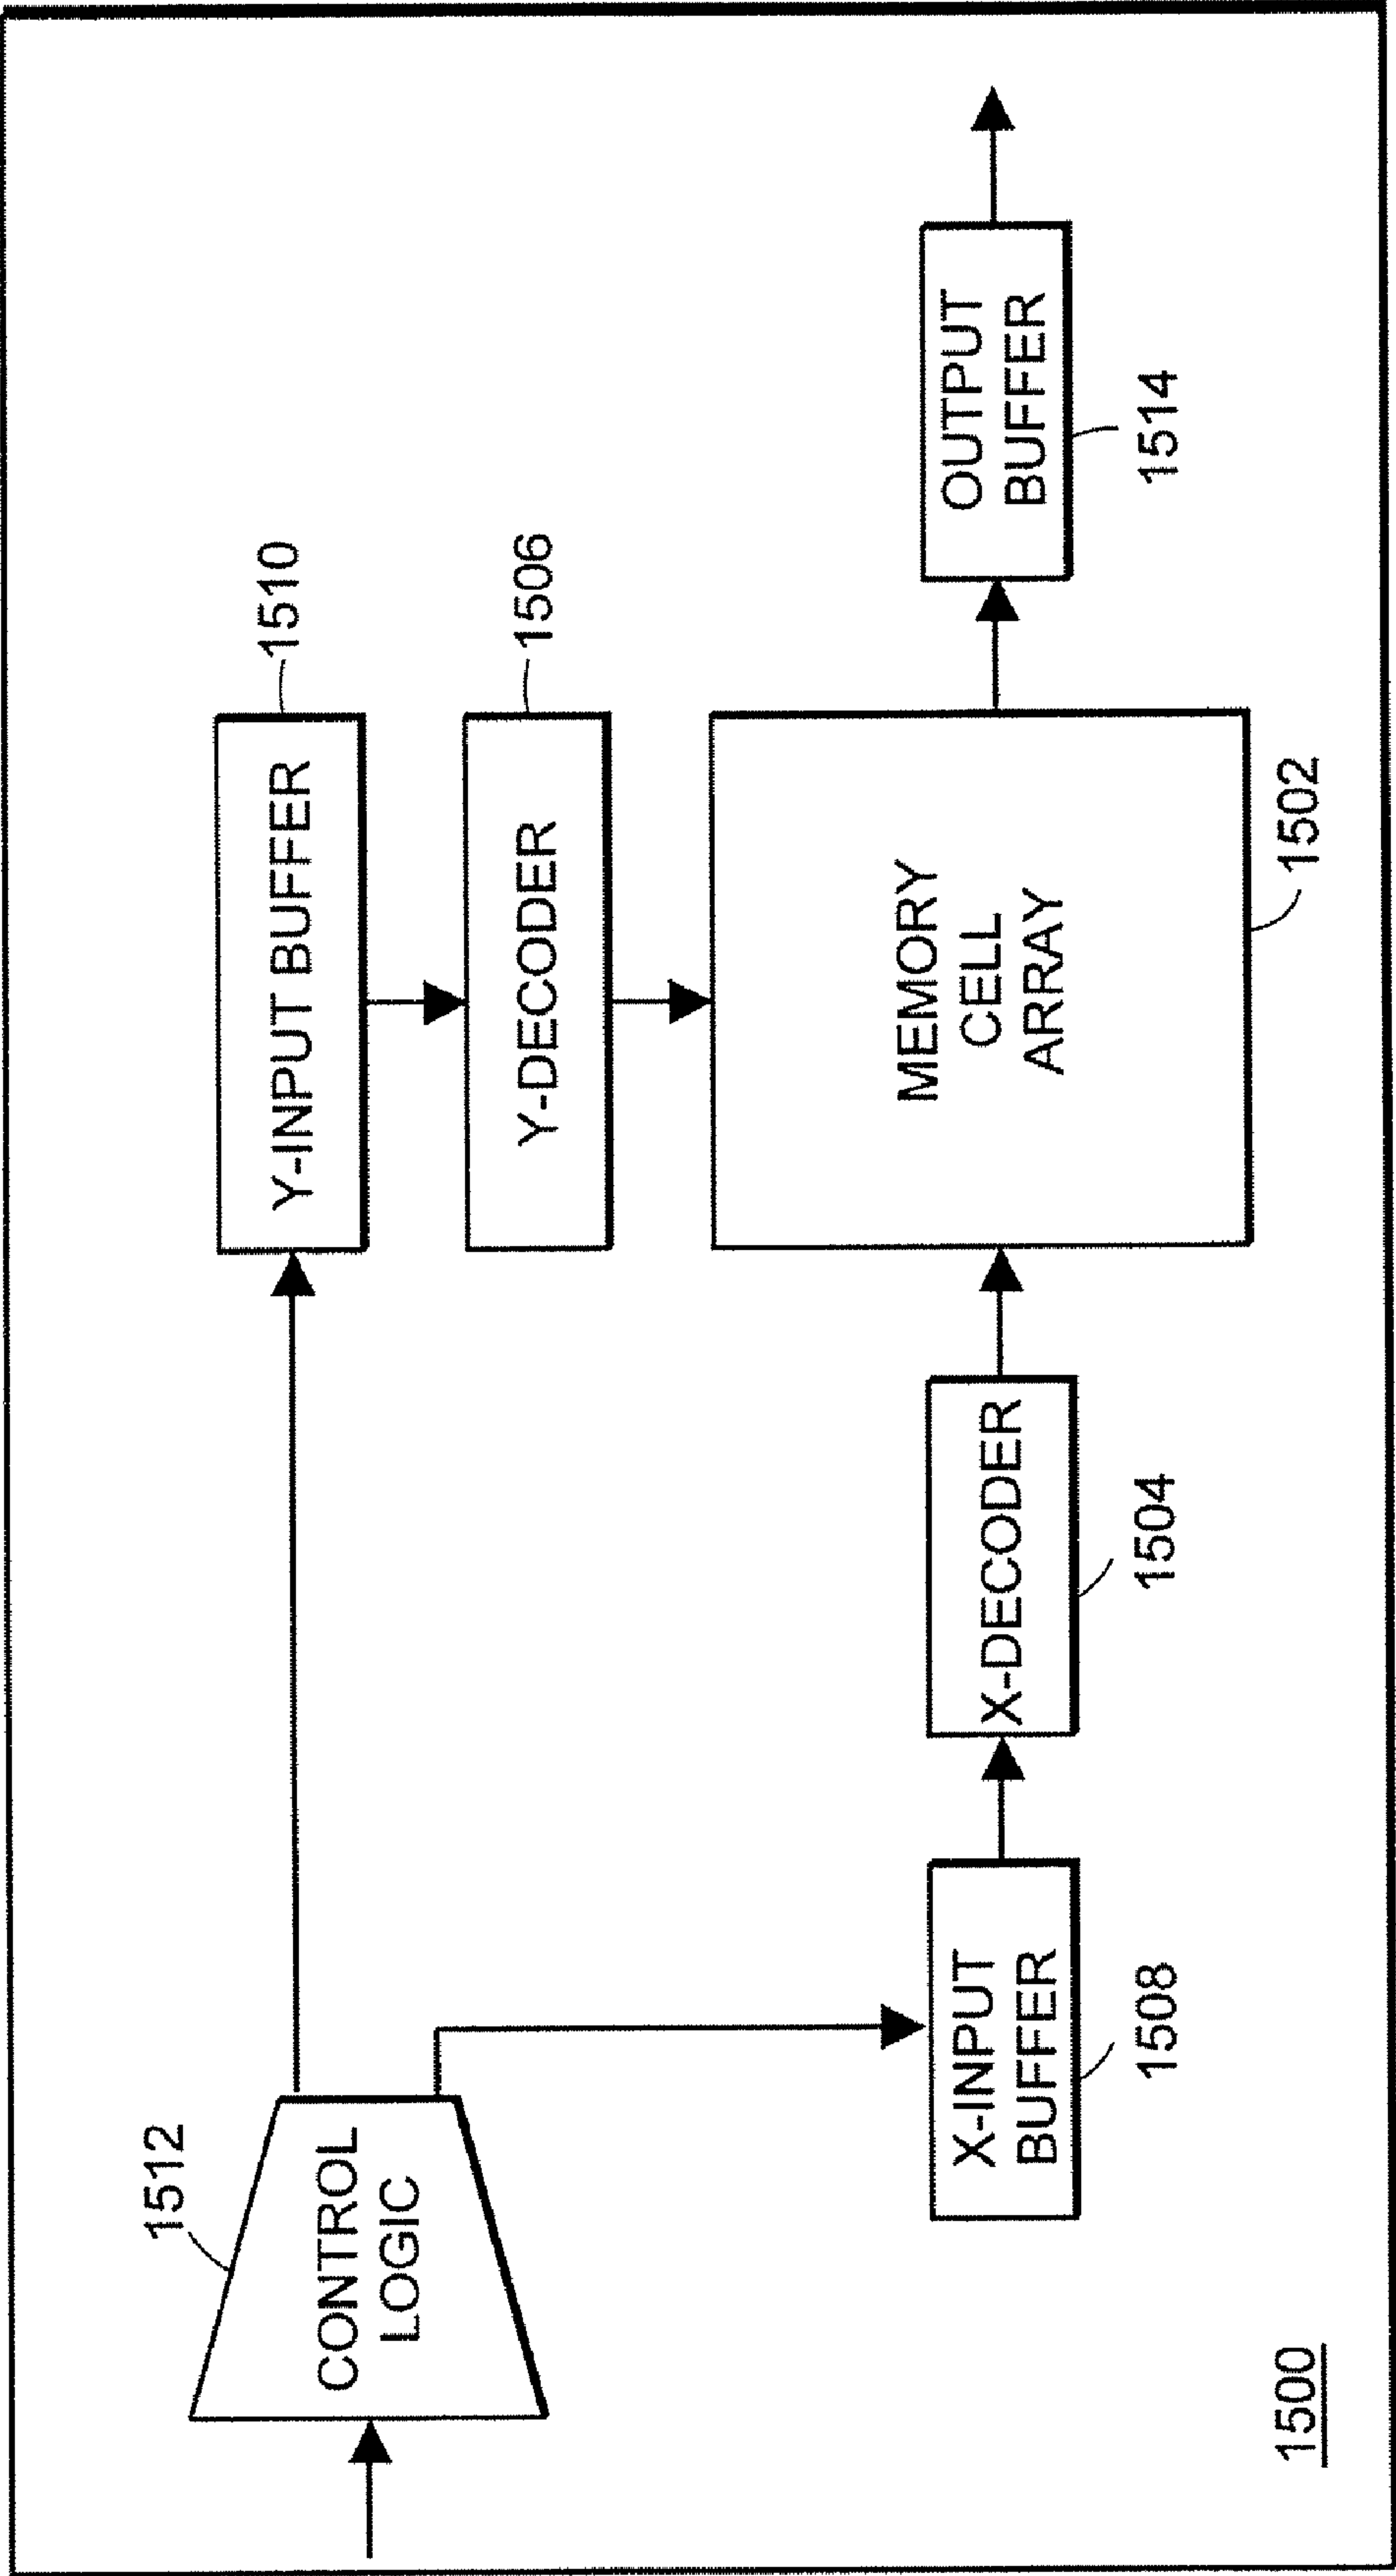 1512
CONTROL
LOGIC
Y-INPUT BUFFER
1510
Y-DECODER
1506
MEMORY
CELL
ARRAY
1502
X-INPUT
BUFFER
1508
X-DECODER
1504
OUTPUT
BUFFER
1514
1500